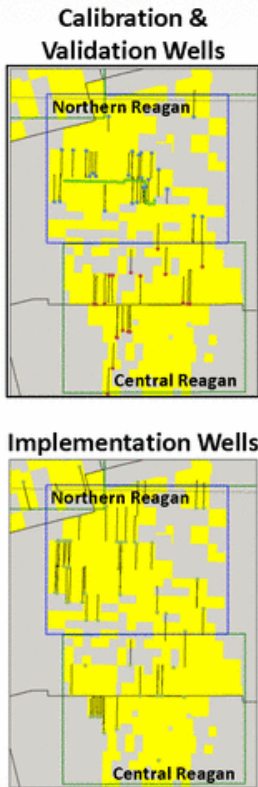 Calibration &
Validation Wells
Northern Reagan
Central Reagan
Implementation Wells
Northern Reagan
Central Reagan